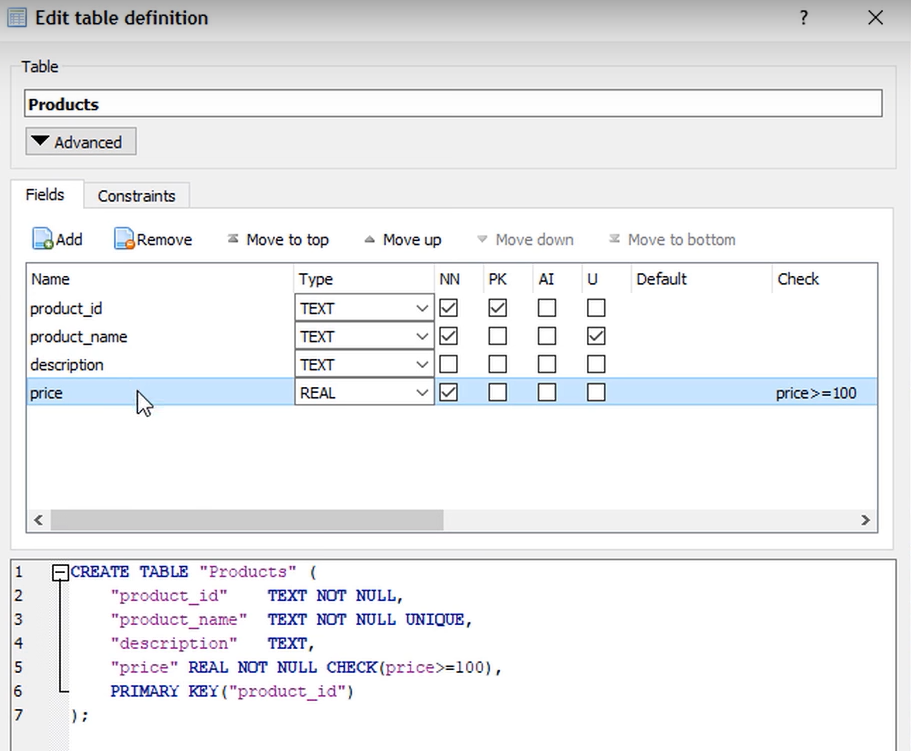 Edit table definition ?
Table
Products
Advanced
Fields Constraints
Add Remove Move to top Move up Move down Move to bottom
Name Type NN PK AI U Default Check
product_id TEXT
product_name TEXT
description TEXT
price REAL price>=100
1 CREATE TABLE "Products" (
2 "product_id" TEXT NOT NULL,
3 "product_name" TEXT NOT NULL UNIQUE,
4 "description" TEXT,
5 "price" REAL NOT NULL CHECK(price>=100),
6 PRIMARY KEY("product_id")
7 );